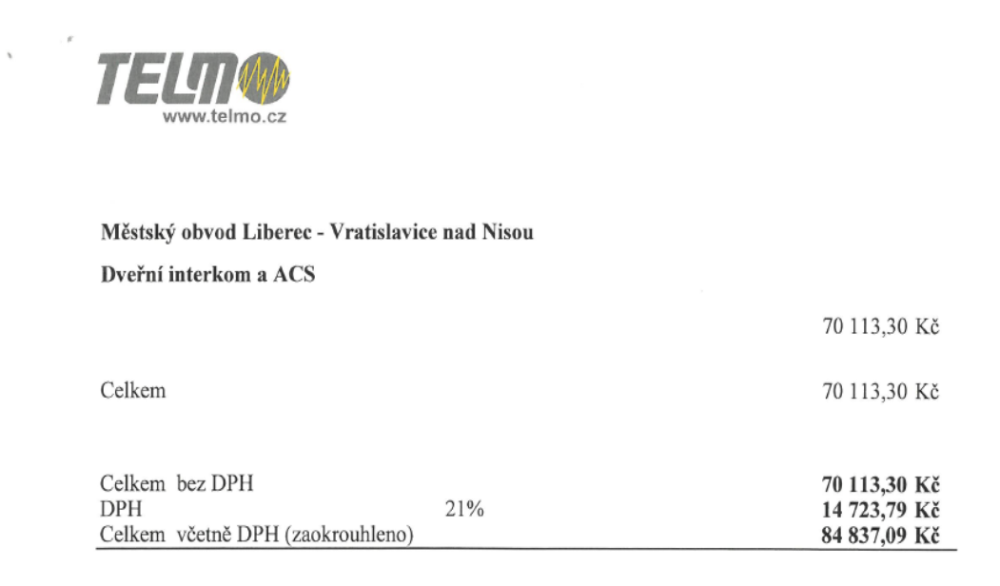 TELMO
www.telmo.cz
Městský obvod Liberec - Vratislavice nad Nisou
Dveřní interkom a ACS
70 113,30 Kč
Celkem 70 113,30 Kč
Celkem bez DPH 70 113,30 Kč
DPH 21% 14 723,79 Kč
Celkem včetně DPH (zaokrouhleno) 84 837,09 Kč